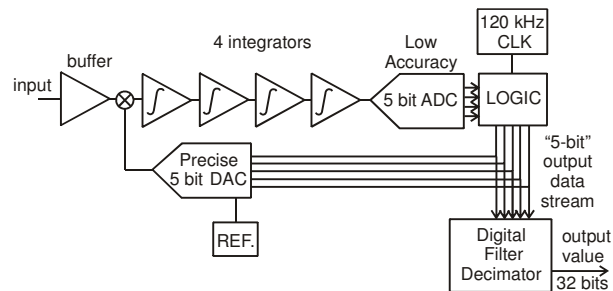 120 kHz
CLK
4 integrators
Low
Accuracy
buffer
input
5 bit ADC
LOGIC
Precise
5 bit DAC
“5-bit”
output
data
stream
REF.
Digital
Filter
Decimator
output
value
32 bits